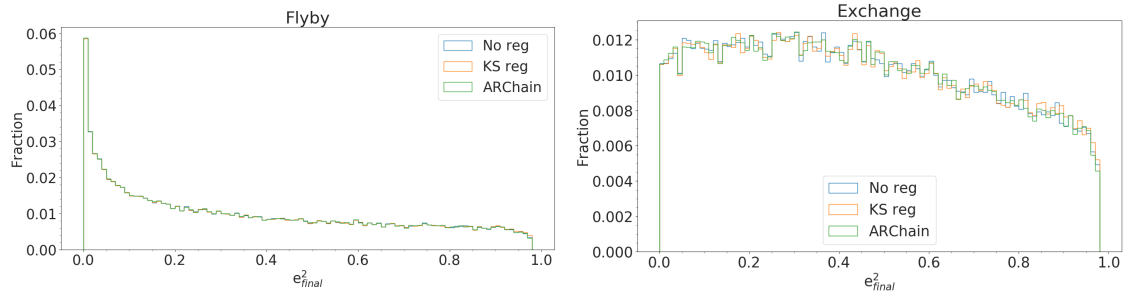 Flyby
0.06
0.05
0.04
0.03
0.02
0.01
0.00
Fraction
No reg
KS reg
ARChain
0.0 0.2 0.4 0.6 0.8 1.0
e²final
Exchange
0.012
0.010
0.008
0.006
0.004
0.002
0.000
Fraction
No reg
KS reg
ARChain
0.0 0.2 0.4 0.6 0.8 1.0
e²final